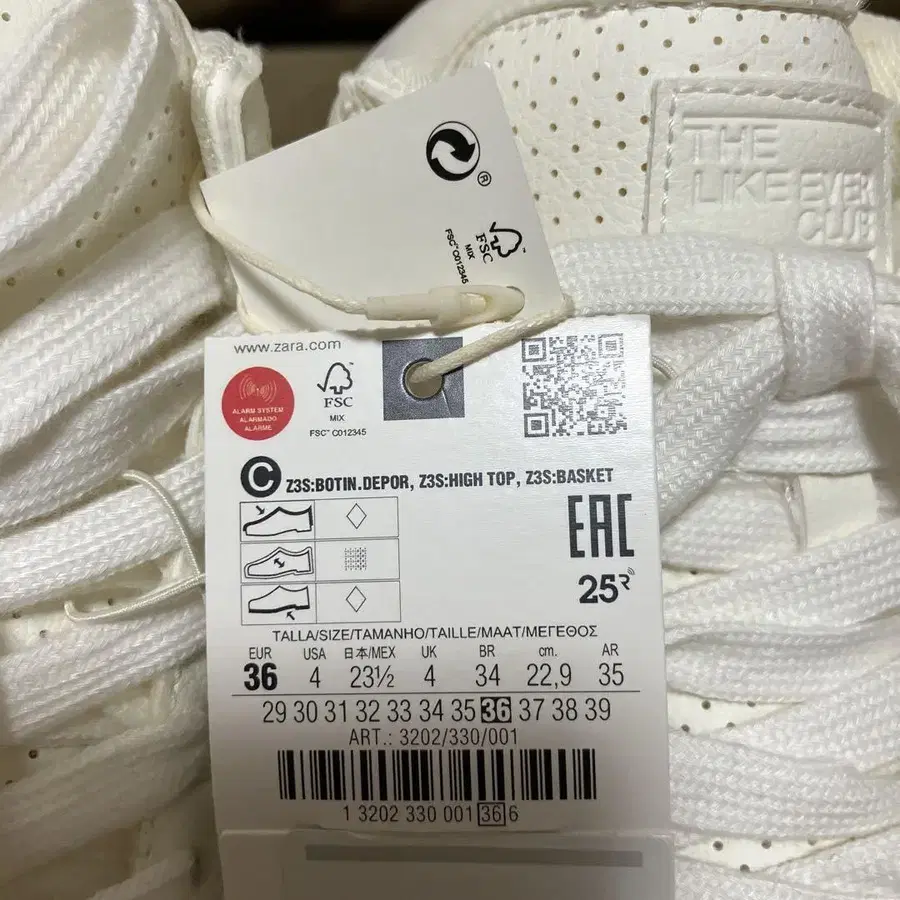 ®
FSC
MIX
FSC™ C012345
THE
LIKE EVER
CLUB
www.zara.com
ALARM SYSTEM
ALARMADO
ALARME
FSC
MIX
FSC™ C012345
C Z3S:BOTIN.DEPOR, Z3S:HIGH TOP, Z3S:BASKET
EAC
25R
TALLA/SIZE/TAMANHO/TAILLE/MAAT/ΜΕΓΕΘΟΣ
EUR USA 日本/MEX UK BR cm. AR
36 4 23½ 4 34 22,9 35
29 30 31 32 33 34 35 36 37 38 39
ART.: 3202/330/001
1 3202 330 001 36 6